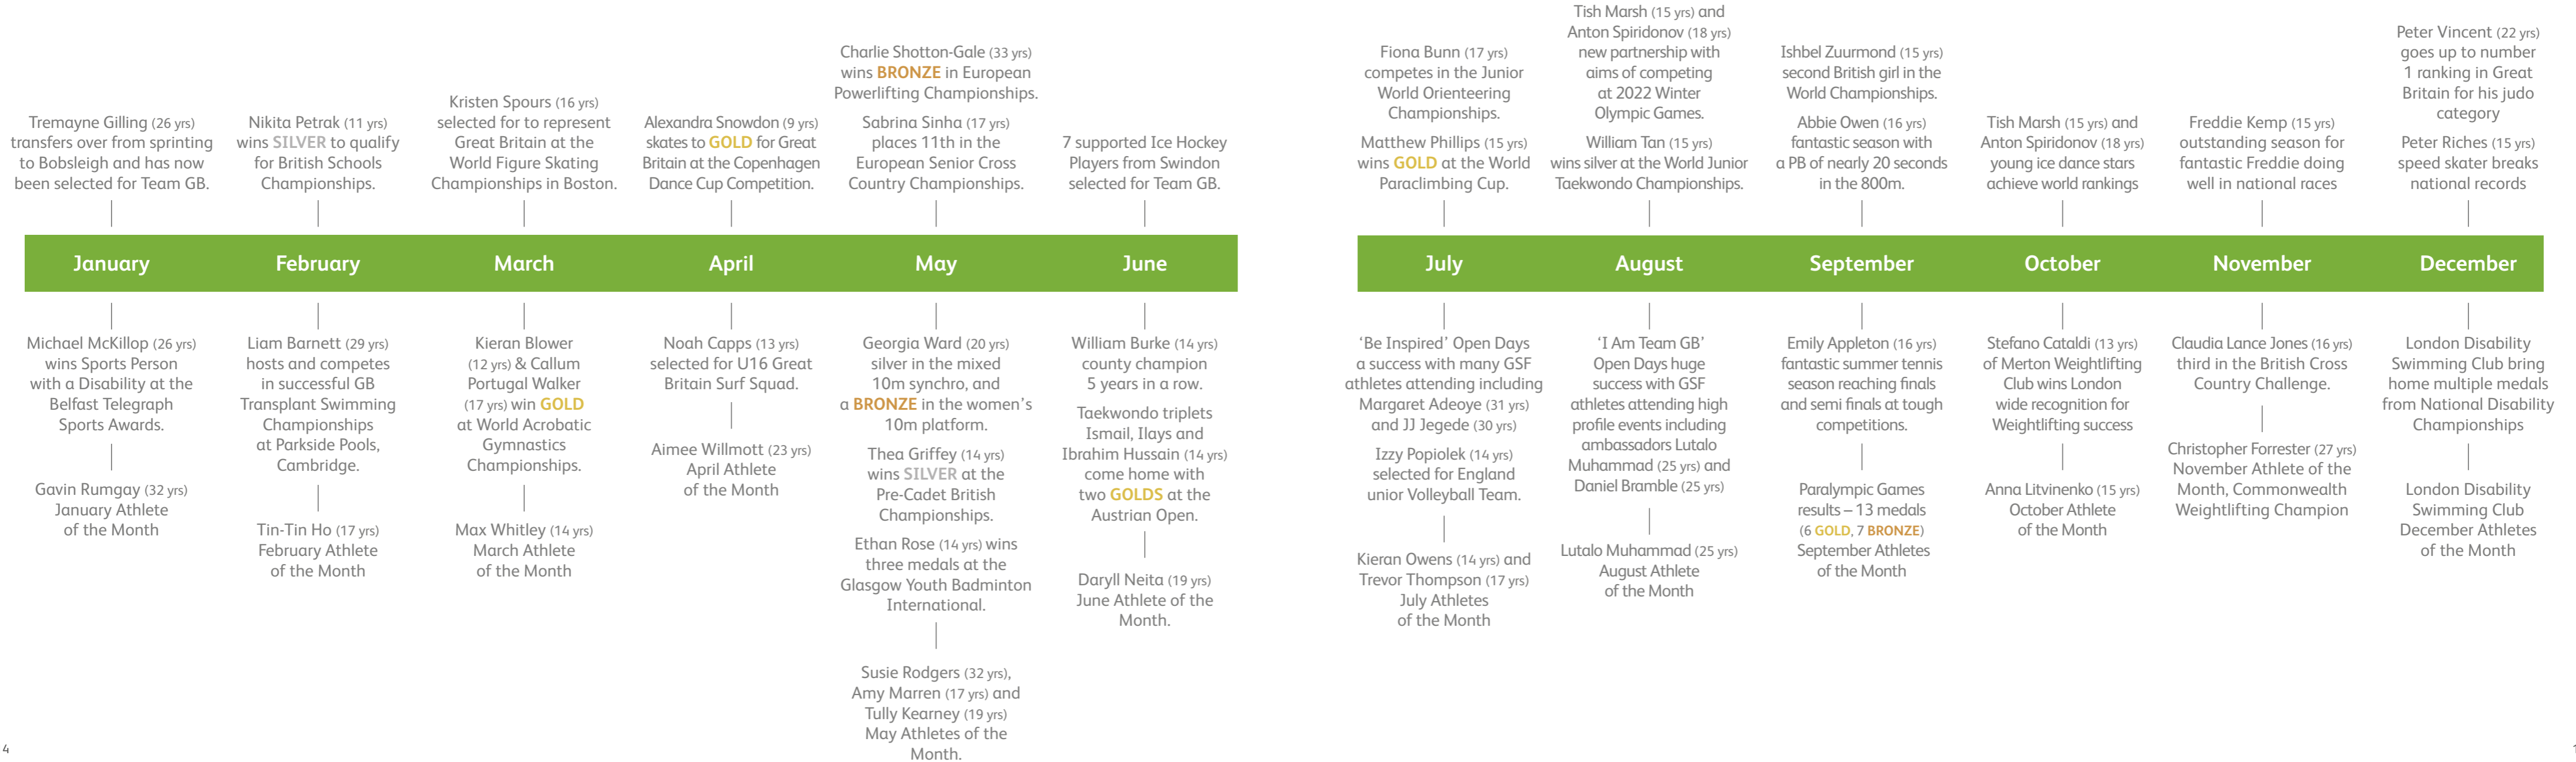 Tremayne Gilling (26 yrs)
transfers over from sprinting
to Bobsleigh and has now
been selected for Team GB.
Nikita Petrak (11 yrs)
wins SILVER to qualify
for British Schools
Championships.
Kristen Spours (16 yrs)
selected for to represent
Great Britain at the
World Figure Skating
Championships in Boston.
Alexandra Snowdon (9 yrs)
skates to GOLD for Great
Britain at the Copenhagen
Dance Cup Competition.
Charlie Shotton-Gale (33 yrs)
wins BRONZE in European
Powerlifting Championships.
Sabrina Sinha (17 yrs)
places 11th in the
European Senior Cross
Country Championships.
7 supported Ice Hockey
Players from Swindon
selected for Team GB.
Fiona Bunn (17 yrs)
competes in the Junior
World Orienteering
Championships.
Matthew Phillips (15 yrs)
wins GOLD at the World
Paraclimbing Cup.
Tish Marsh (15 yrs) and
Anton Spiridonov (18 yrs)
new partnership with
aims of competing
at 2022 Winter
Olympic Games.
William Tan (15 yrs)
wins silver at the World Junior
Taekwondo Championships.
Ishbel Zuurmond (15 yrs)
second British girl in the
World Championships.
Abbie Owen (16 yrs)
fantastic season with
a PB of nearly 20 seconds
in the 800m.
Tish Marsh (15 yrs) and
Anton Spiridonov (18 yrs)
young ice dance stars
achieve world rankings
Freddie Kemp (15 yrs)
outstanding season for
fantastic Freddie doing
well in national races
Peter Vincent (22 yrs)
goes up to number
1 ranking in Great
Britain for his judo
category
Peter Riches (15 yrs)
speed skater breaks
national records
January
February
March
April
May
June
July
August
September
October
November
December
Michael McKillop (26 yrs)
wins Sports Person
with a Disability at the
Belfast Telegraph
Sports Awards.
Gavin Rumgay (32 yrs)
January Athlete
of the Month
Liam Barnett (29 yrs)
hosts and competes
in successful GB
Transplant Swimming
Championships
at Parkside Pools,
Cambridge.
Tin-Tin Ho (17 yrs)
February Athlete
of the Month
Kieran Blower
(12 yrs) & Callum
Portugal Walker
(17 yrs) win GOLD
at World Acrobatic
Gymnastics
Championships.
Max Whitley (14 yrs)
March Athlete
of the Month
Noah Capps (13 yrs)
selected for U16 Great
Britain Surf Squad.
Aimee Willmott (23 yrs)
April Athlete
of the Month
Georgia Ward (20 yrs)
silver in the mixed
10m synchro, and
a BRONZE in the women's
10m platform.
Thea Griffey (14 yrs)
wins SILVER at the
Pre-Cadet British
Championships.
Ethan Rose (14 yrs) wins
three medals at the
Glasgow Youth Badminton
International.
Susie Rodgers (32 yrs),
Amy Marren (17 yrs) and
Tully Kearney (19 yrs)
May Athletes of the
Month.
William Burke (14 yrs)
county champion
5 years in a row.
Taekwondo triplets
Ismail, Ilays and
Ibrahim Hussain (14 yrs)
come home with
two GOLDS at the
Austrian Open.
Daryll Neita (19 yrs)
June Athlete of the
Month.
‘Be Inspired’ Open Days
a success with many GSF
athletes attending including
Margaret Adeoye (31 yrs)
and JJ Jegede (30 yrs)
Izzy Popiolek (14 yrs)
selected for England
unior Volleyball Team.
Kieran Owens (14 yrs) and
Trevor Thompson (17 yrs)
July Athletes
of the Month
‘I Am Team GB’
Open Days huge
success with GSF
athletes attending high
profile events including
ambassadors Lutalo
Muhammad (25 yrs) and
Daniel Bramble (25 yrs)
Lutalo Muhammad (25 yrs)
August Athlete
of the Month
Emily Appleton (16 yrs)
fantastic summer tennis
season reaching finals
and semi finals at tough
competitions.
Paralympic Games
results – 13 medals
(6 GOLD, 7 BRONZE)
September Athletes
of the Month
Stefano Cataldi (13 yrs)
of Merton Weightlifting
Club wins London
wide recognition for
Weightlifting success
Anna Litvinenko (15 yrs)
October Athlete
of the Month
Claudia Lance Jones (16 yrs)
third in the British Cross
Country Challenge.
Christopher Forrester (27 yrs)
November Athlete of the
Month, Commonwealth
Weightlifting Champion
London Disability
Swimming Club bring
home multiple medals
from National Disability
Championships
London Disability
Swimming Club
December Athletes
of the Month
4